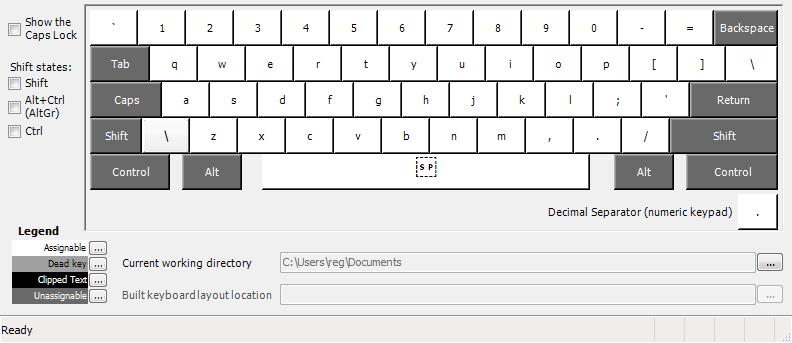 Show the
Caps Lock
Shift states:
Shift
Alt+Ctrl
(AltGr)
Ctrl
` 1 2 3 4 5 6 7 8 9 0 - = Backspace
Tab q w e r t y u i o p [ ] \
Caps a s d f g h j k l ; ' Return
Shift \ z x c v b n m , . / Shift
Control Alt SP Alt Control
Decimal Separator (numeric keypad) .
Legend
Assignable ...
Dead key ...
Clipped Text ...
Unassignable ...
Current working directory C:\Users\reg\Documents ...
Built keyboard layout location ...
Ready